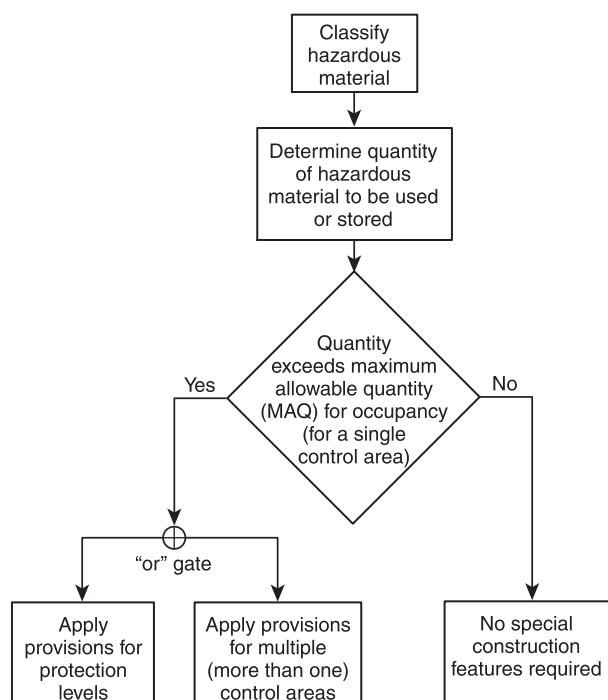 Classify
hazardous
material
Determine quantity
of hazardous
material to be used
or stored
Quantity
exceeds maximum
allowable quantity
(MAQ) for occupancy
(for a single
control area)
Yes
No
“or” gate
Apply
provisions for
protection
levels
Apply provisions
for multiple
(more than one)
control areas
No special
construction
features required